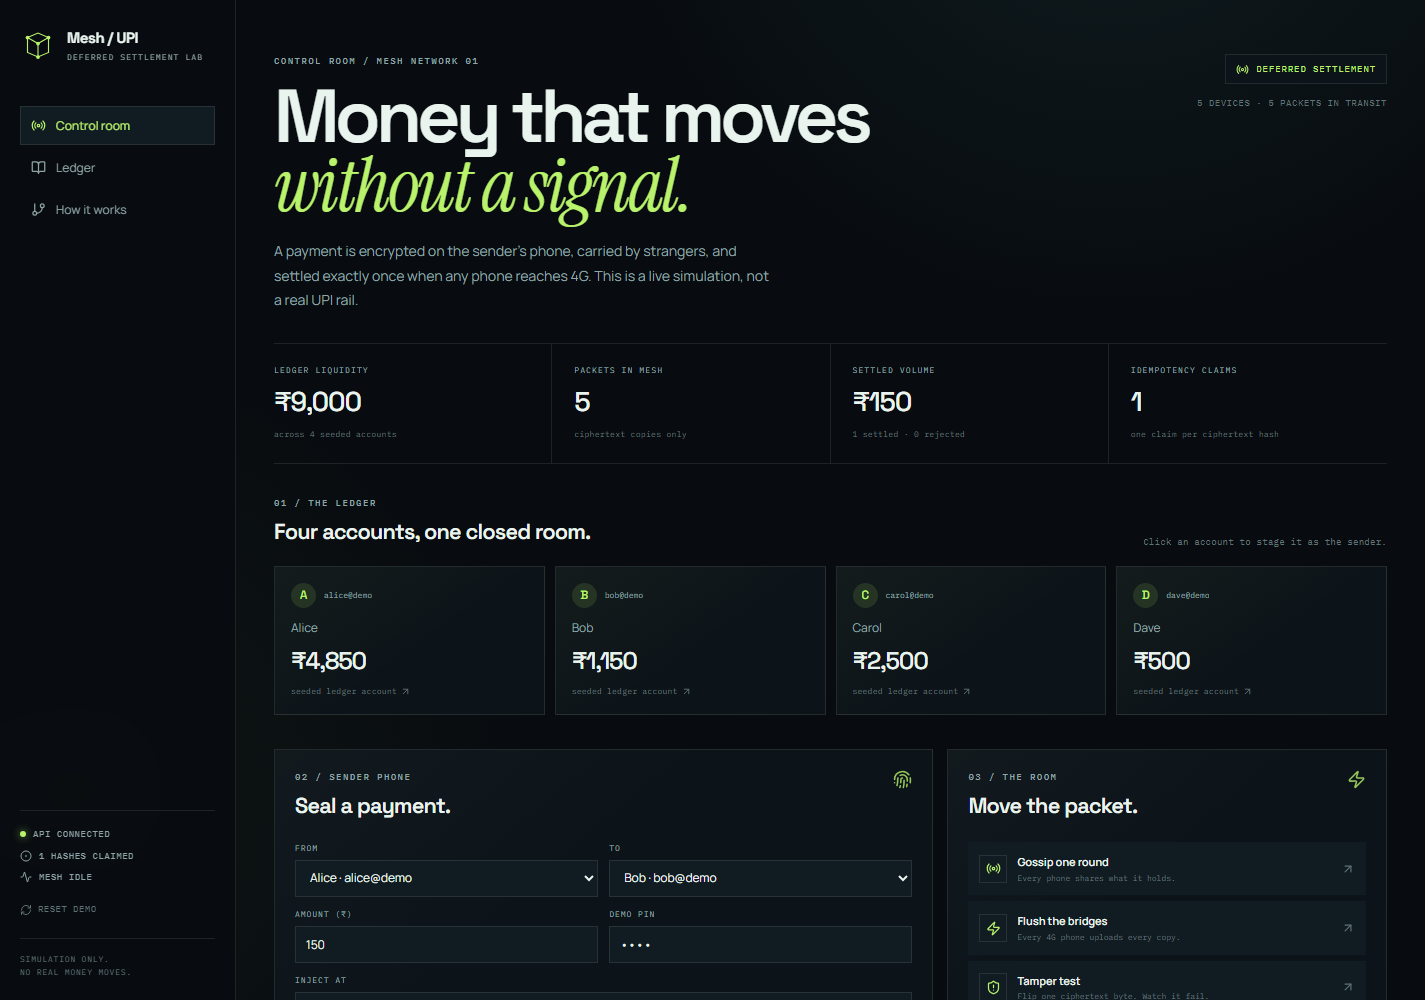 Mesh / UPI
DEFERRED SETTLEMENT LAB
Control room
Ledger
How it works
API CONNECTED
1 HASHES CLAIMED
MESH IDLE
RESET DEMO
SIMULATION ONLY.
NO REAL MONEY MOVES.
CONTROL ROOM / MESH NETWORK 01
DEFERRED SETTLEMENT
5 DEVICES · 5 PACKETS IN TRANSIT
Money that moves
without a signal.
A payment is encrypted on the sender's phone, carried by strangers, and
settled exactly once when any phone reaches 4G. This is a live simulation, not
a real UPI rail.
LEDGER LIQUIDITY
₹9,000
across 4 seeded accounts
PACKETS IN MESH
5
ciphertext copies only
SETTLED VOLUME
₹150
1 settled · 0 rejected
IDEMPOTENCY CLAIMS
1
one claim per ciphertext hash
01 / THE LEDGER
Four accounts, one closed room.
Click an account to stage it as the sender.
A alice@demo
Alice
₹4,850
seeded ledger account
B bob@demo
Bob
₹1,150
seeded ledger account
C carol@demo
Carol
₹2,500
seeded ledger account
D dave@demo
Dave
₹500
seeded ledger account
02 / SENDER PHONE
Seal a payment.
FROM
Alice · alice@demo
TO
Bob · bob@demo
AMOUNT (₹)
150
DEMO PIN
••••
INJECT AT
03 / THE ROOM
Move the packet.
Gossip one round
Every phone shares what it holds.
Flush the bridges
Every 4G phone uploads every copy.
Tamper test
Flip one ciphertext byte. Watch it fail.